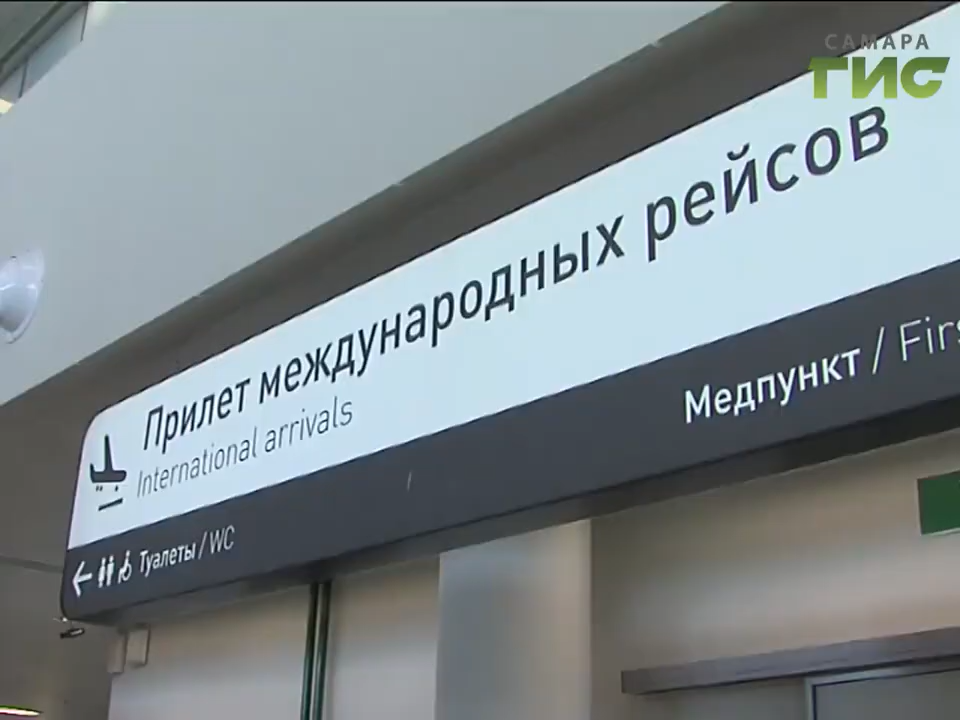 САМАРА
ГИС
Прилет международных рейсов
International arrivals
Медпункт / Firs
Туалеты / WC